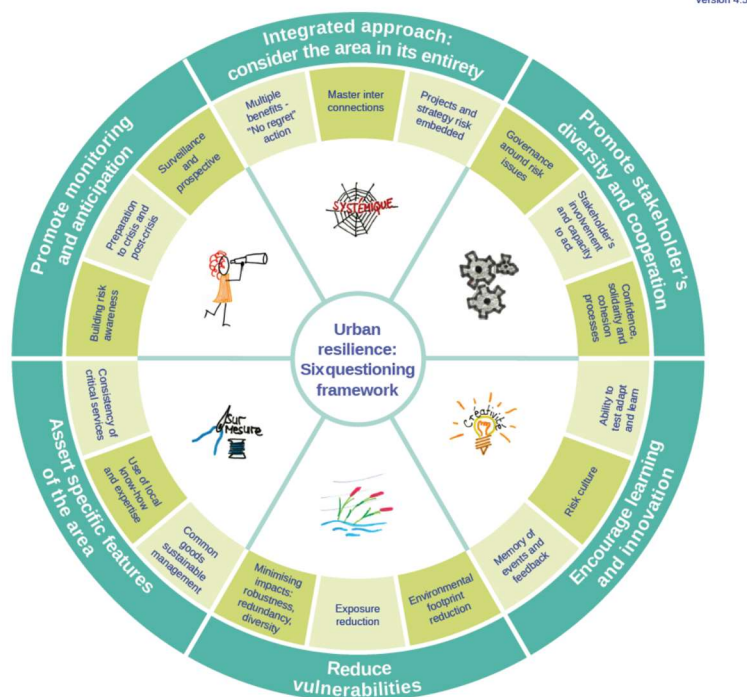 version 4.3
Integrated approach:
consider the area in its entirety
Multiple
benefits -
"No regret"
action
Master inter
connections
Projects and
strategy risk
embedded
Promote stakeholder's
diversity and cooperation
Governance
around risk
issues
Stakeholder's
involvement
and capacity
to act
Confidence,
solidarity and
cohesion
processes
Encourage learning
and innovation
Ability to
test adapt
and learn
Risk culture
Memory of
events and
feedback
Reduce
vulnerabilities
Environmental
footprint
reduction
Exposure
reduction
Minimising
impacts:
robustness,
redundancy,
diversity
Assert specific features
of the area
Common
goods
sustainable
management
Use of local
know-how
and expertise
Consistency of
critical services
Promote monitoring
and anticipation
Building risk
awareness
Preparation
to crisis and
post-crisis
Surveillance
and
prospective
SYSTÉMIQUE
Créativité
Sur
Mesure
Urban
resilience:
Six questioning
framework